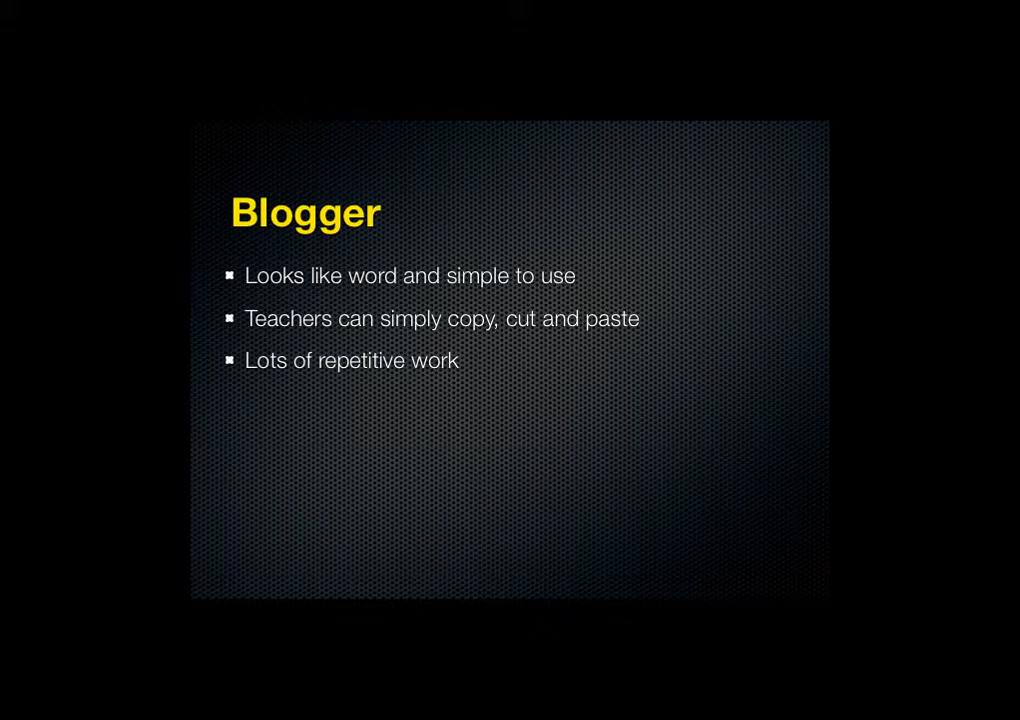 Blogger
Looks like word and simple to use
Teachers can simply copy, cut and paste
Lots of repetitive work